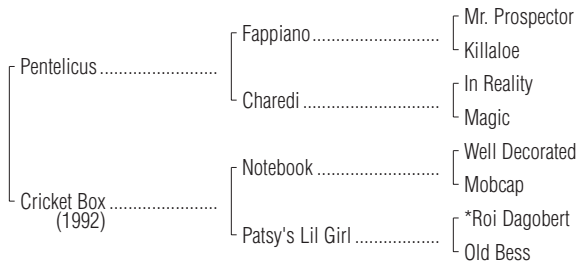 Mr. Prospector
Fappiano
Killaloe
Pentelicus
In Reality
Charedi
Magic
Well Decorated
Notebook
Mobcap
Cricket Box
(1992)
*Roi Dagobert
Patsy's Lil Girl
Old Bess